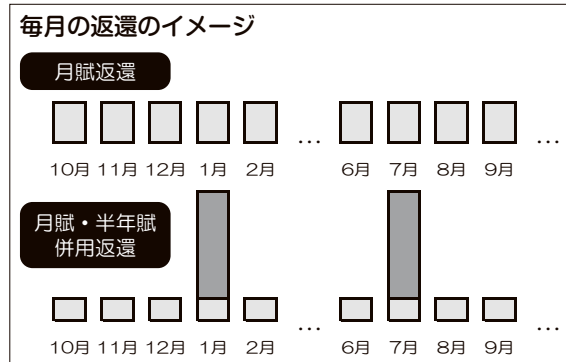 毎月の返還のイメージ
月賦返還
… …
10月 11月 12月 1月 2月 6月 7月 8月 9月
月賦・半年賦
併用返還
… …
10月 11月 12月 1月 2月 6月 7月 8月 9月